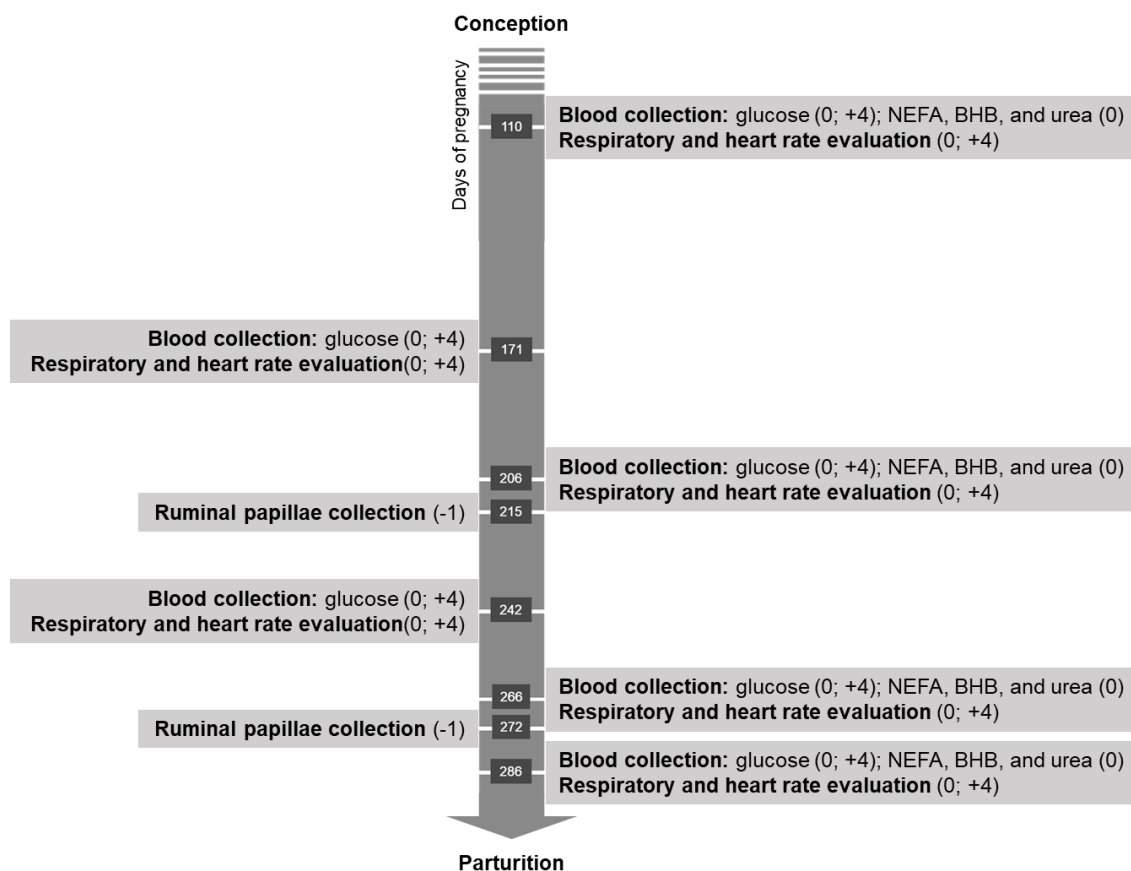 Conception
Days of pregnancy
110
Blood collection: glucose (0; +4); NEFA, BHB, and urea (0)
Respiratory and heart rate evaluation (0; +4)
Blood collection: glucose (0; +4)
Respiratory and heart rate evaluation(0; +4)
171
206
Blood collection: glucose (0; +4); NEFA, BHB, and urea (0)
Respiratory and heart rate evaluation (0; +4)
Ruminal papillae collection (-1)
215
Blood collection: glucose (0; +4)
Respiratory and heart rate evaluation(0; +4)
242
266
Blood collection: glucose (0; +4); NEFA, BHB, and urea (0)
Respiratory and heart rate evaluation (0; +4)
Ruminal papillae collection (-1)
272
286
Blood collection: glucose (0; +4); NEFA, BHB, and urea (0)
Respiratory and heart rate evaluation (0; +4)
Parturition